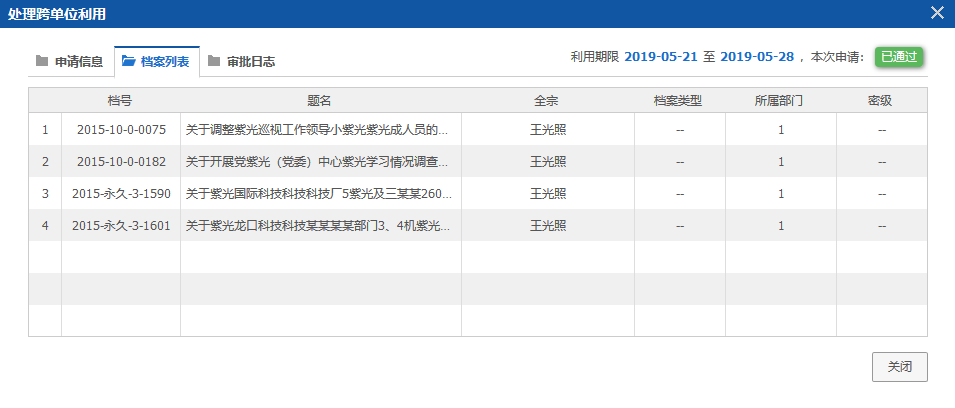 处理跨单位利用
申请信息 档案列表 审批日志 利用期限 2019-05-21 至 2019-05-28 ，本次申请： 已通过
档号 题名 全宗 档案类型 所属部门 密级
1 2015-10-0-0075 关于调整紫光巡视工作领导小紫光紫光成人员的... 王光照 -- 1 --
2 2015-10-0-0182 关于开展党紫光（党委）中心紫光学习情况调查... 王光照 -- 1 --
3 2015-永久-3-1590 关于紫光国际科技科技科技厂5紫光及三某某260... 王光照 -- 1 --
4 2015-永久-3-1601 关于紫光龙口科技科技某某某某部门3、4机紫光... 王光照 -- 1 --
关闭